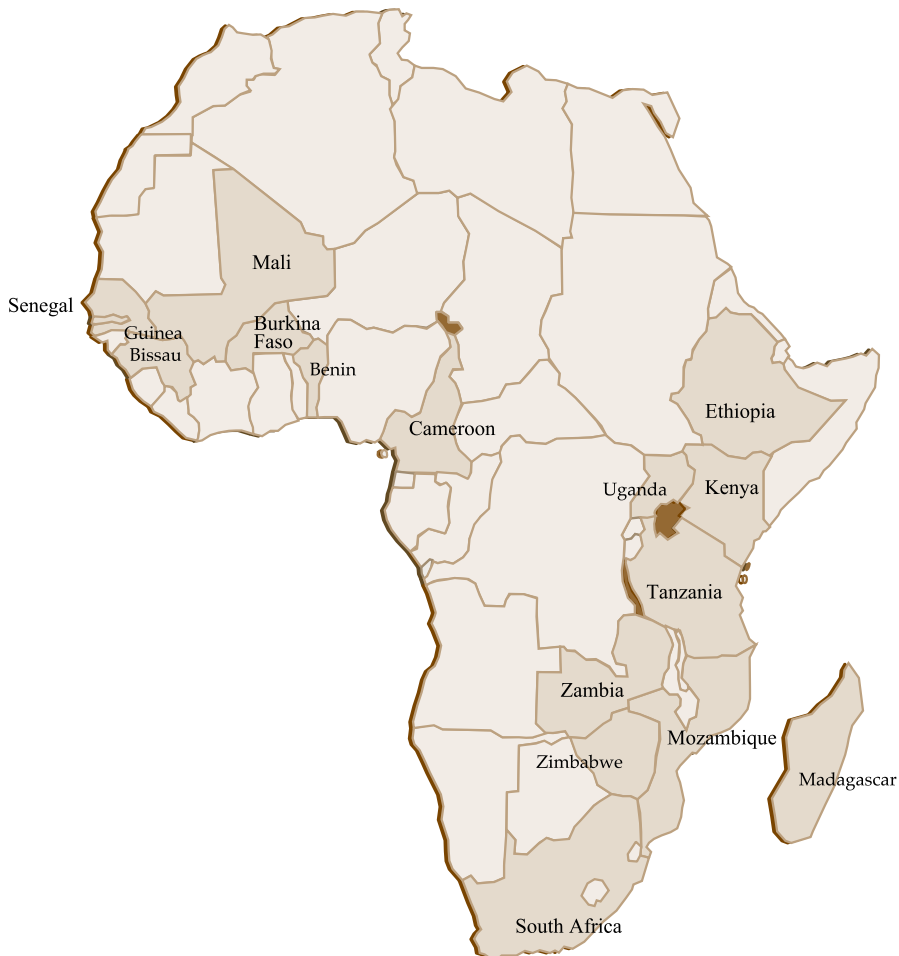 Mali
Senegal
Guinea
Bissau
Burkina
Faso
Benin
Ethiopia
Cameroon
Uganda
Kenya
Tanzania
Zambia
Mozambique
Zimbabwe
Madagascar
South Africa